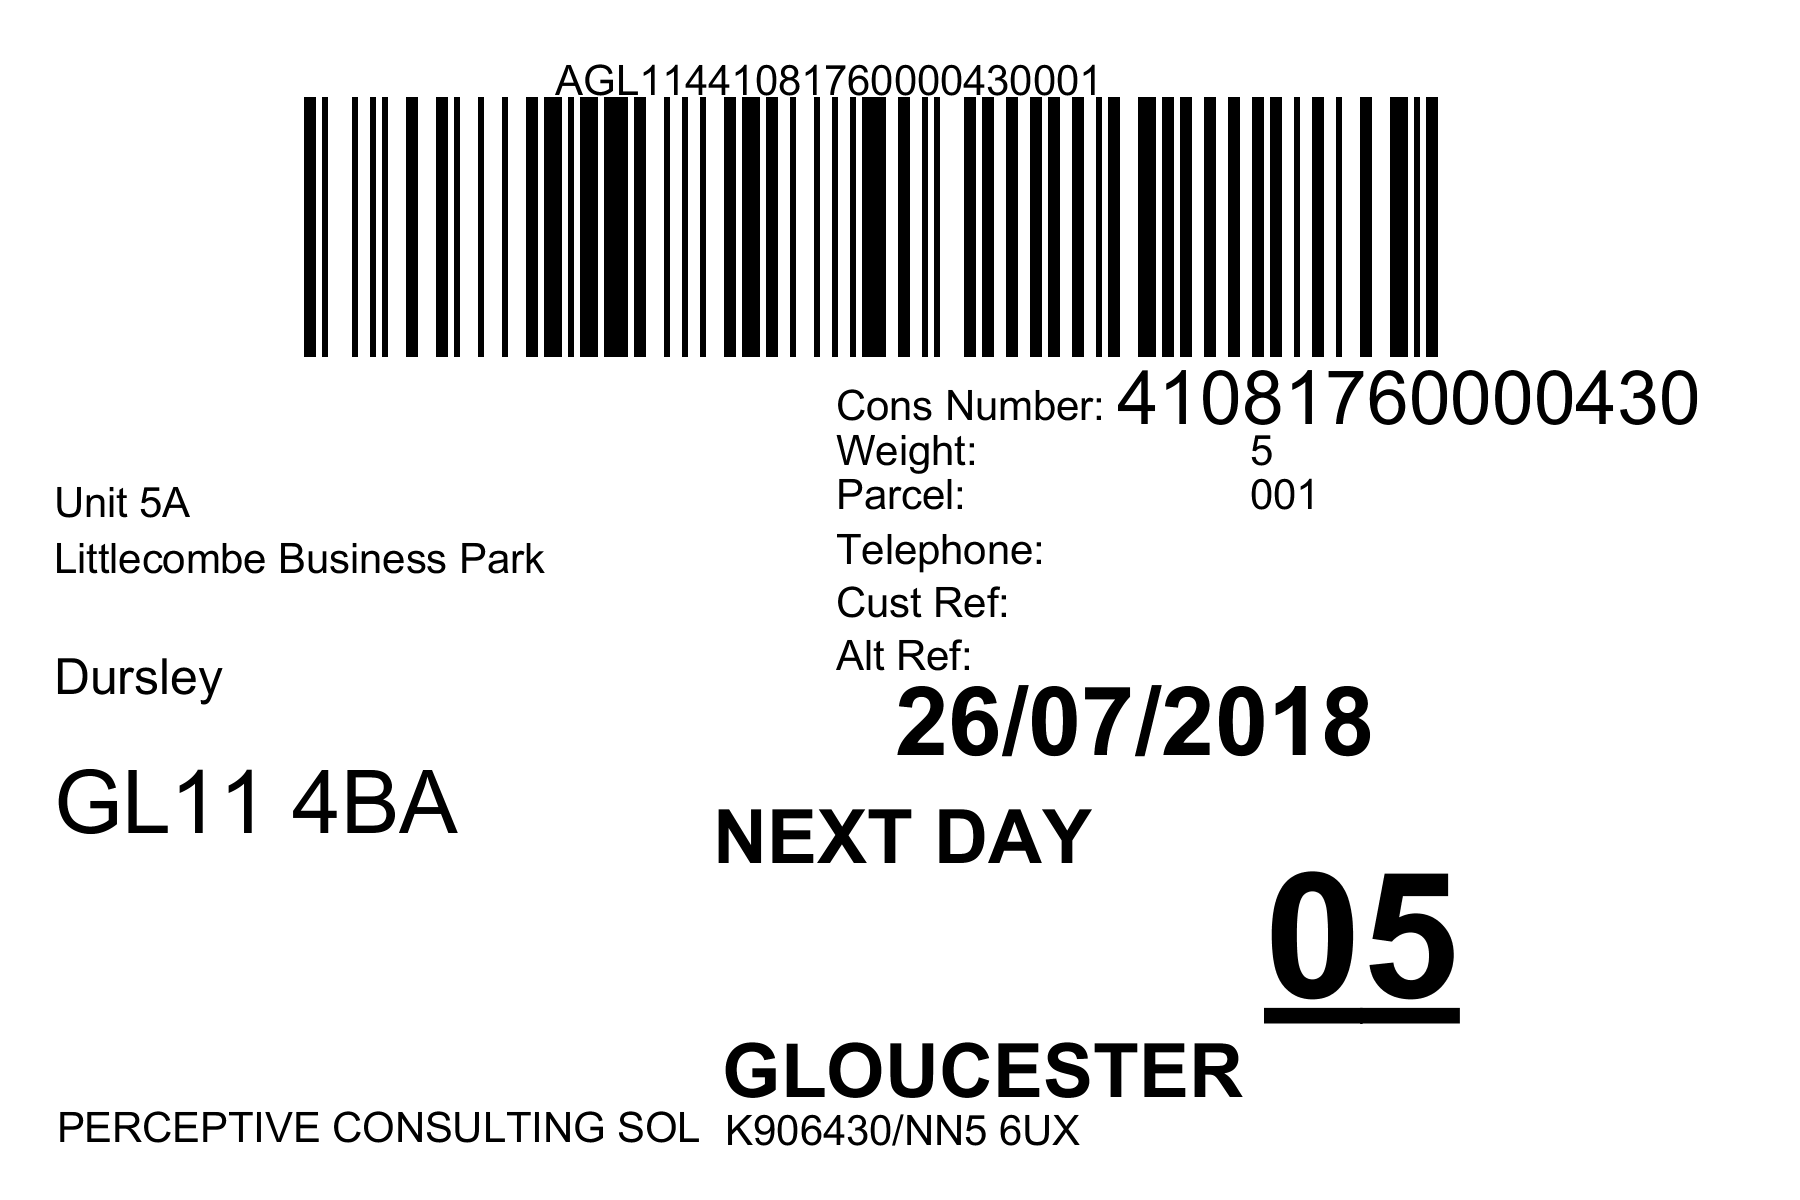 AGL11441081760000430001
Cons Number: 41081760000430
Weight: 5
Parcel: 001
Telephone:
Cust Ref:
Alt Ref:
Unit 5A
Littlecombe Business Park
Dursley
GL11 4BA
26/07/2018
NEXT DAY
05
GLOUCESTER
PERCEPTIVE CONSULTING SOL K906430/NN5 6UX